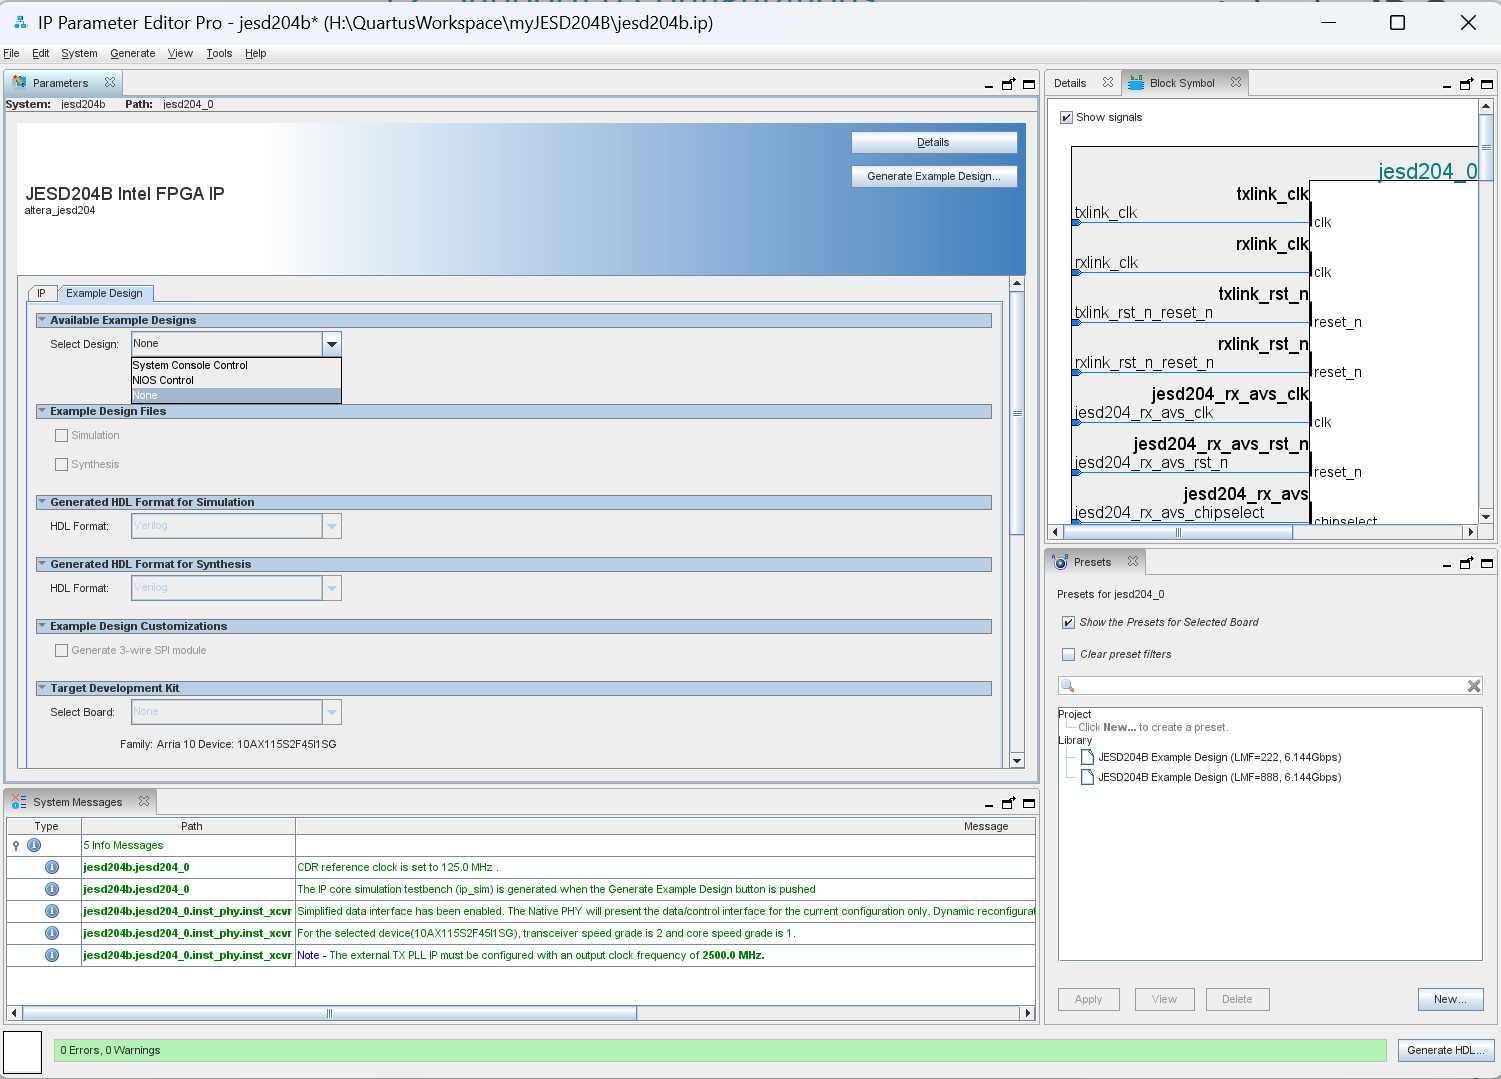 IP Parameter Editor Pro - jesd204b* (H:\QuartusWorkspace\myJESD204B\jesd204b.ip)
File Edit System Generate View Tools Help
Parameters
System: jesd204b Path: jesd204_0
Details
Generate Example Design...
JESD204B Intel FPGA IP
altera_jesd204
IP Example Design
Available Example Designs
Select Design: None
System Console Control
NIOS Control
None
Example Design Files
Simulation
Synthesis
Generated HDL Format for Simulation
HDL Format: Verilog
Generated HDL Format for Synthesis
HDL Format: Verilog
Example Design Customizations
Generate 3-wire SPI module
Target Development Kit
Select Board: None
Family: Arria 10 Device: 10AX115S2F45I1SG
System Messages
Type Path Message
5 Info Messages
jesd204b.jesd204_0 CDR reference clock is set to 125.0 MHz .
jesd204b.jesd204_0 The IP core simulation testbench (ip_sim) is generated when the Generate Example Design button is pushed
jesd204b.jesd204_0.inst_phy.inst_xcvr Simplified data interface has been enabled. The Native PHY will present the data/control interface for the current configuration only. Dynamic reconfigurat
jesd204b.jesd204_0.inst_phy.inst_xcvr For the selected device(10AX115S2F45I1SG), transceiver speed grade is 2 and core speed grade is 1.
jesd204b.jesd204_0.inst_phy.inst_xcvr Note - The external TX PLL IP must be configured with an output clock frequency of 2500.0 MHz.
0 Errors, 0 Warnings
Generate HDL...
Details Block Symbol
Show signals
jesd204_0
txlink_clk
txlink_clk
clk
rxlink_clk
rxlink_clk
clk
txlink_rst_n
txlink_rst_n_reset_n
reset_n
rxlink_rst_n
rxlink_rst_n_reset_n
reset_n
jesd204_rx_avs_clk
jesd204_rx_avs_clk
clk
jesd204_rx_avs_rst_n
jesd204_rx_avs_rst_n
reset_n
jesd204_rx_avs
jesd204_rx_avs_chipselect
chipselect
Presets
Presets for jesd204_0
Show the Presets for Selected Board
Clear preset filters
Project
Click New... to create a preset.
Library
JESD204B Example Design (LMF=222, 6.144Gbps)
JESD204B Example Design (LMF=888, 6.144Gbps)
Apply View Delete New...